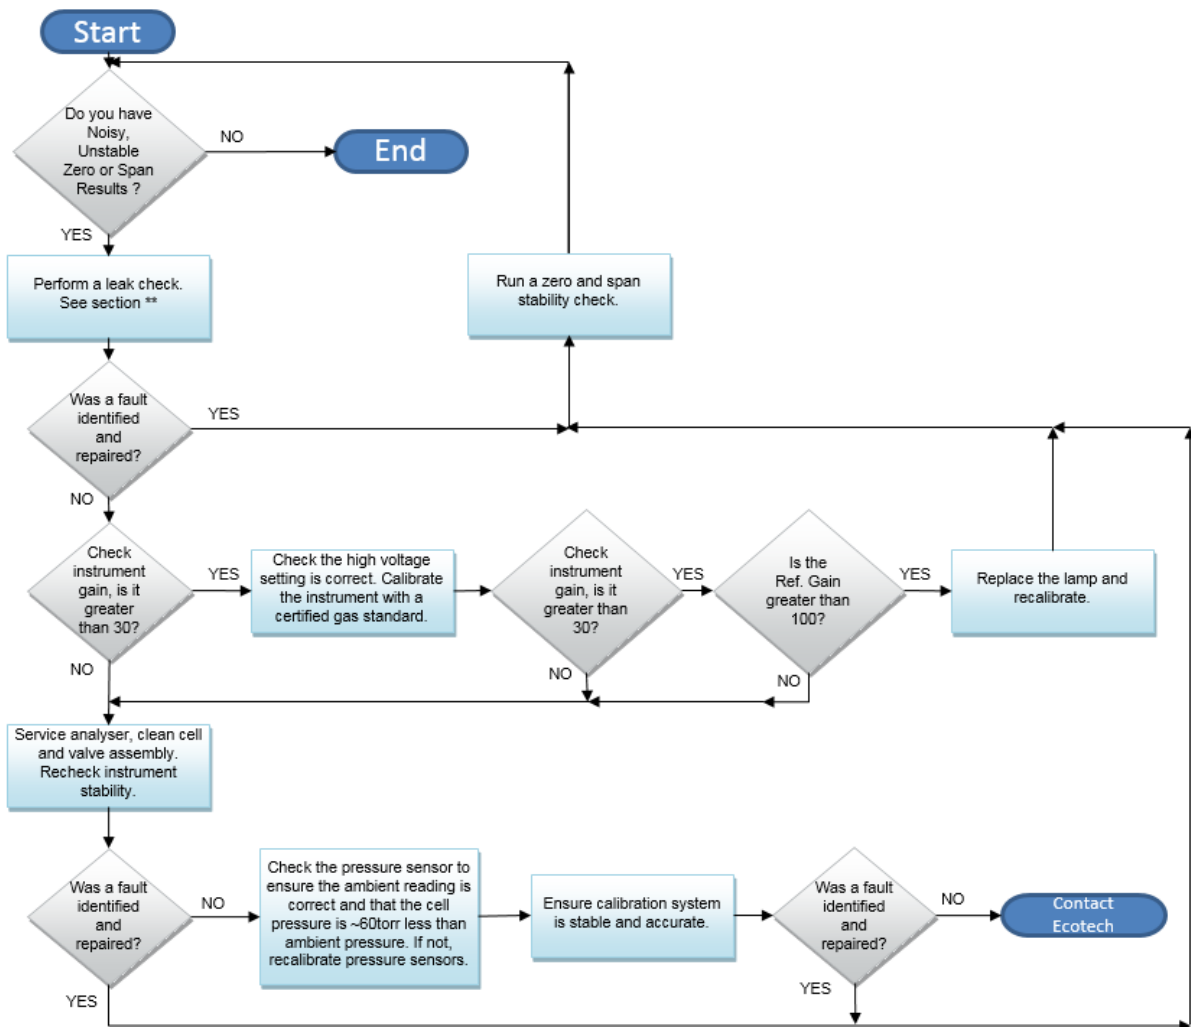 Start
Do you have
Noisy,
Unstable
Zero or Span
Results ?
NO
End
YES
Perform a leak check.
See section **
Run a zero and span
stability check.
Was a fault
identified
and
repaired?
YES
NO
Check
instrument
gain, is it
greater
than 30?
YES
Check the high voltage
setting is correct. Calibrate
the instrument with a
certified gas standard.
Check
instrument
gain, is it
greater than
30?
YES
Is the
Ref. Gain
greater than
100?
YES
Replace the lamp and
recalibrate.
NO
NO
NO
Service analyser, clean cell
and valve assembly.
Recheck instrument
stability.
Was a fault
identified
and
repaired?
NO
Check the pressure sensor to
ensure the ambient reading is
correct and that the cell
pressure is ~60torr less than
ambient pressure. If not,
recalibrate pressure sensors.
Ensure calibration system
is stable and accurate.
Was a fault
identified
and
repaired?
NO
Contact
Ecotech
YES
YES